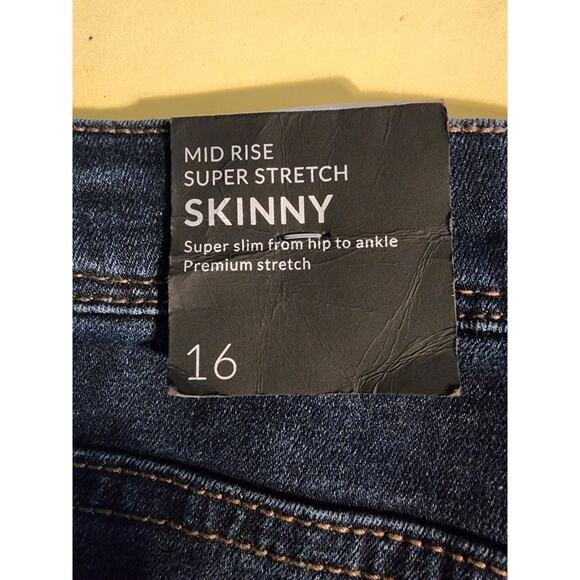 MID RISE
SUPER STRETCH
SKINNY
Super slim from hip to ankle
Premium stretch
16